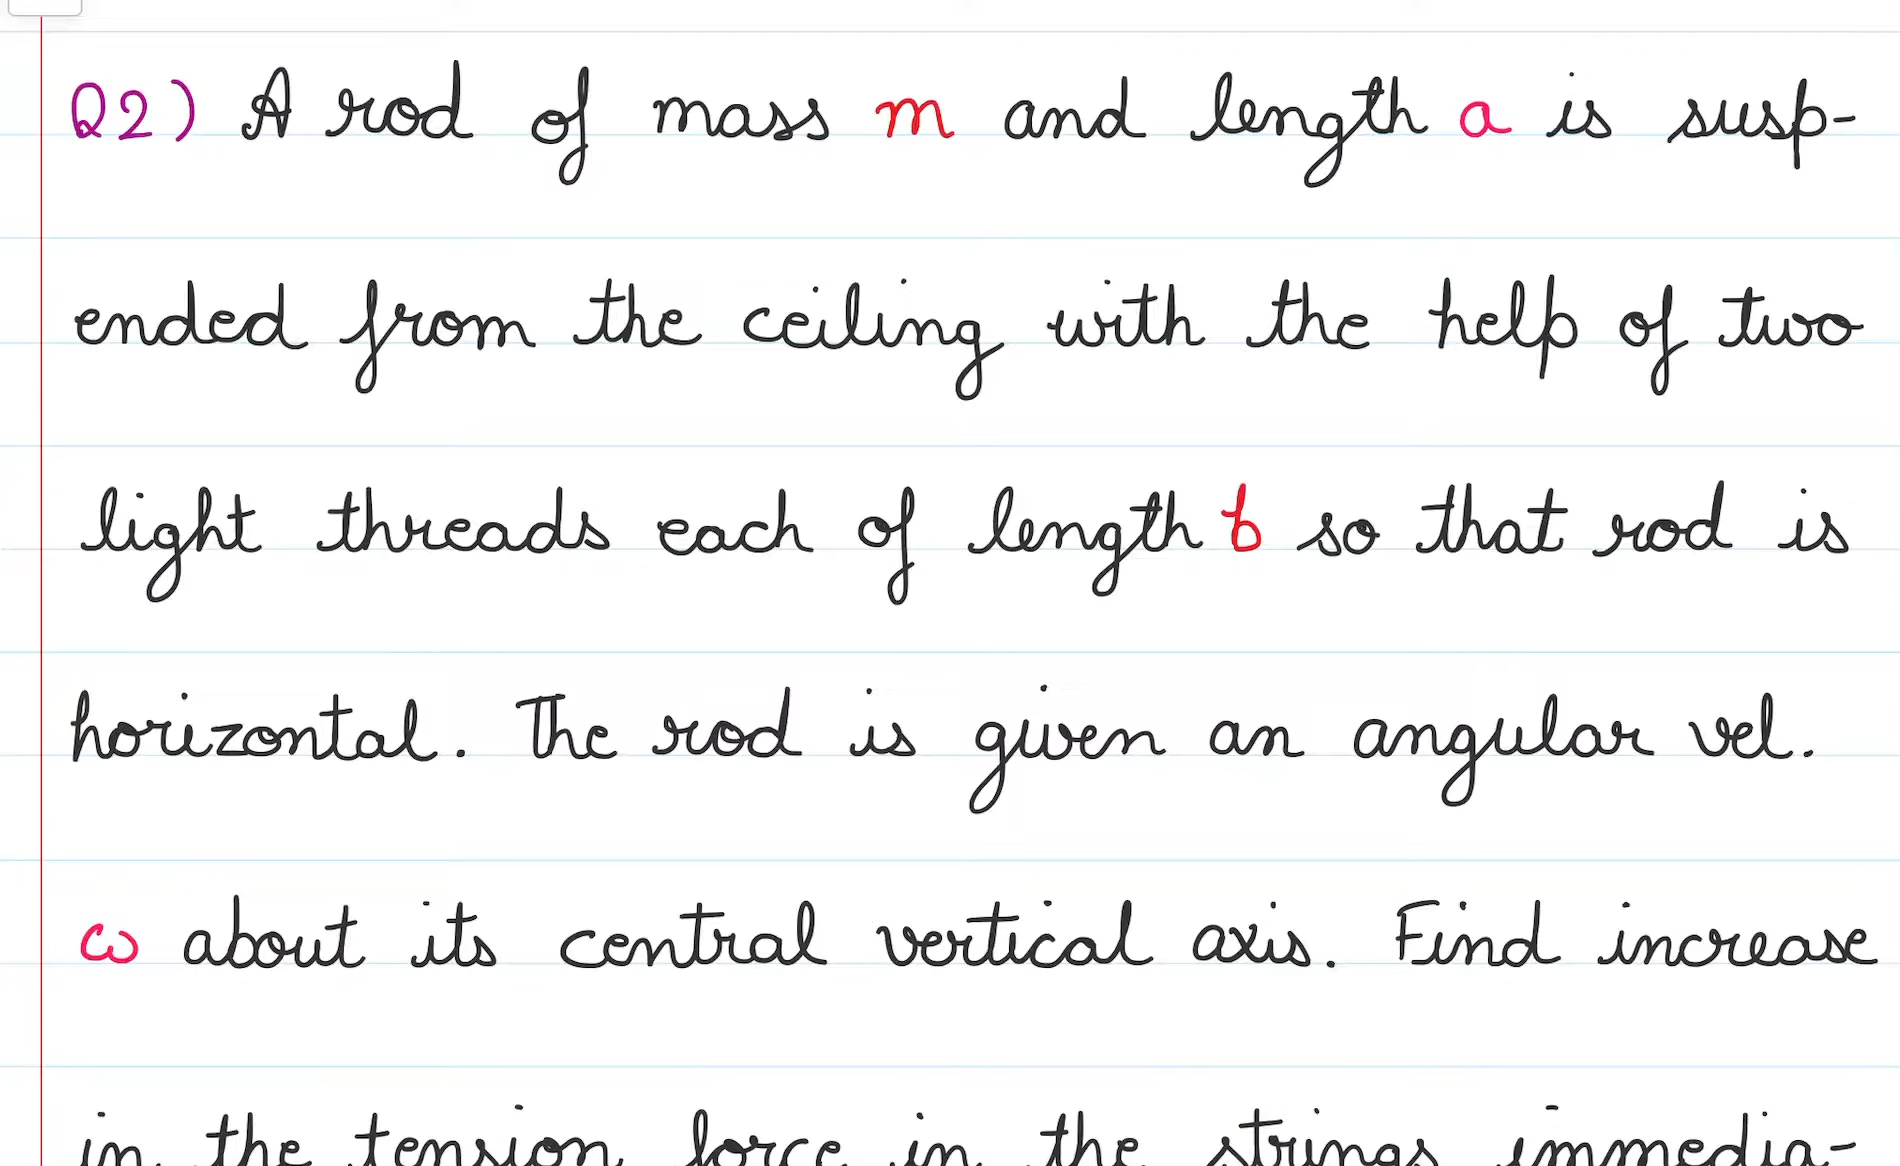 Q2) A rod of mass m and length a is susp-
ended from the ceiling with the help of two
light threads each of length b so that rod is
horizontal. The rod is given an angular vel.
ω about its central vertical axis. Find increase
in the tension force in the strings immedia-